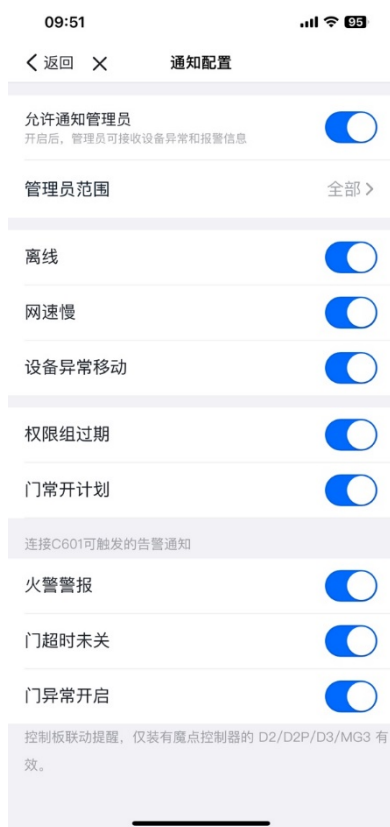 09:51
95
返回
通知配置
允许通知管理员
开启后，管理员可接收设备异常和报警信息
管理员范围 全部
离线
网速慢
设备异常移动
权限组过期
门常开计划
连接C601可触发的告警通知
火警警报
门超时未关
门异常开启
控制板联动提醒，仅装有魔点控制器的 D2/D2P/D3/MG3 有
效。